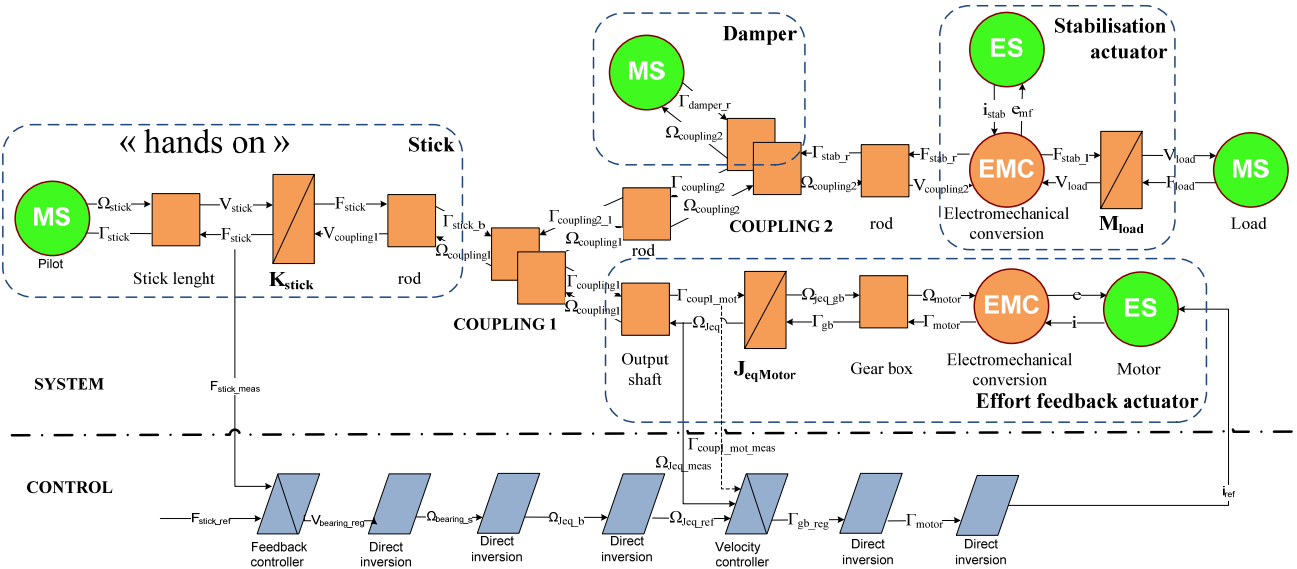 Damper
MS
Γdamper_r
Ωcoupling2
Stabilisation
actuator
ES
istab
emf
« hands on »
Stick
MS
Pilot
Ωstick
Γstick
Stick lenght
Vstick
Fstick
Kstick
Fstick
Vcoupling1
rod
Γstick_b
Ωcoupling1
COUPLING 1
Γcoupling2_1
Ωcoupling1
rod
Γcoupling2
Ωcoupling2
COUPLING 2
Γstab_r
Ωcoupling2
rod
Fstab_r
Vcoupling2
EMC
Electromechanical
conversion
Fstab_l
Vload
Mload
Vload
Fload
MS
Load
Γcoupling1
Ωcoupling1
Output
shaft
Γcoupl_mot
ΩJeq
JeqMotor
ΩJeq_gb
Γgb
Gear box
Ωmotor
Γmotor
EMC
Electromechanical
conversion
e
i
ES
Motor
Effort feedback actuator
SYSTEM
Fstick_meas
CONTROL
Γcoupl_mot_meas
ΩJeq_meas
iref
Fstick_ref
Feedback
controller
Vbearing_reg
Direct
inversion
Ωbearing_s
Direct
inversion
ΩJeq_b
Direct
inversion
ΩJeq_ref
Velocity
controller
Γgb_reg
Direct
inversion
Γmotor
Direct
inversion